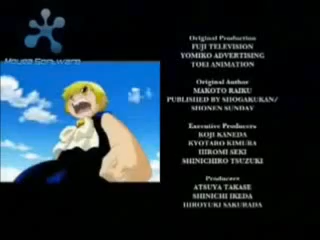 Mouse Software
Original Production
FUJI TELEVISION
YOMIKO ADVERTISING
TOEI ANIMATION
Original Author
MAKOTO RAIKU
PUBLISHED BY SHOGAKUKAN/
SHONEN SUNDAY
Executive Producers
KOJI KANEDA
KYOTARO KIMURA
HIROMI SEKI
SHINICHIRO TSUZUKI
Producers
ATSUYA TAKASE
SHINICHI IKEDA
HIROYUKI SAKURADA